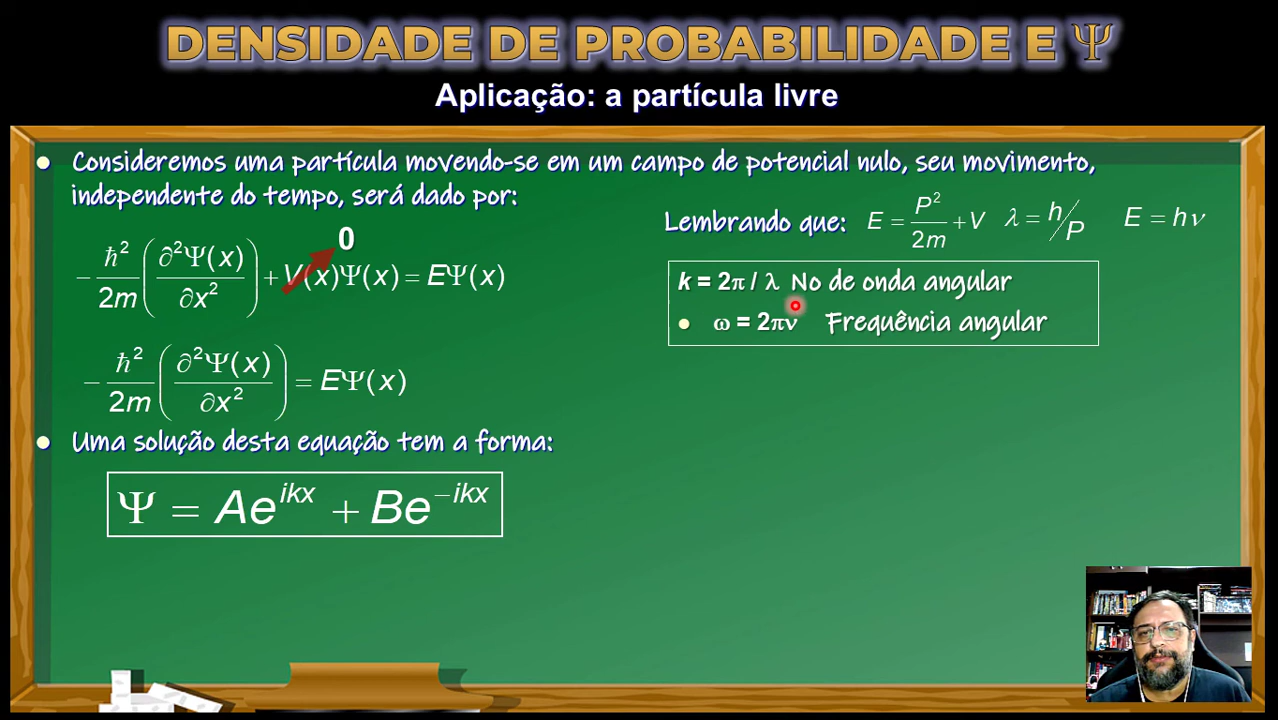 DENSIDADE DE PROBABILIDADE E Ψ
Aplicação: a partícula livre
• Consideremos uma partícula movendo-se em um campo de potencial nulo, seu movimento,
independente do tempo, será dado por:
0
-ℏ²/2m (∂²Ψ(x)/∂x²) + V(x)Ψ(x) = EΨ(x)
-ℏ²/2m (∂²Ψ(x)/∂x²) = EΨ(x)
• Uma solução desta equação tem a forma:
Ψ = Ae^{ikx} + Be^{-ikx}
Lembrando que: E = P²/2m + V λ = h/P E = hν
k = 2π / λ No de onda angular
• ω = 2πν Frequência angular